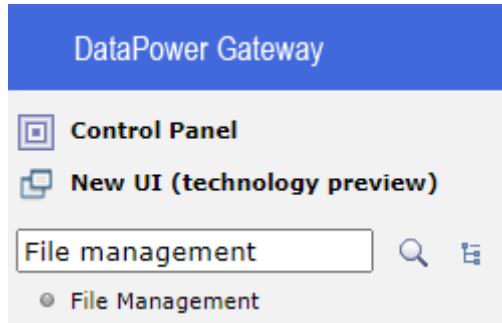 DataPower Gateway
Control Panel
New UI (technology preview)
File management
File Management